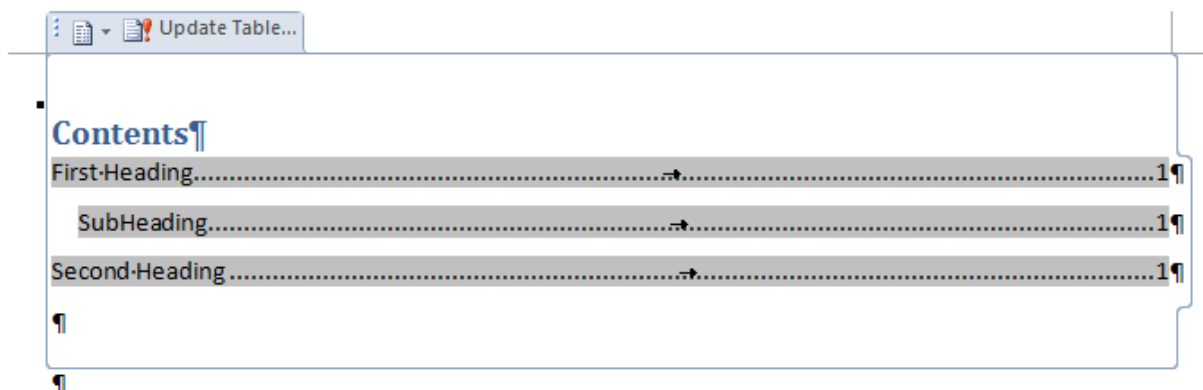 Update Table...
Contents¶
First·Heading..........→..........1¶
SubHeading..........→..........1¶
Second·Heading..........→..........1¶
¶
¶